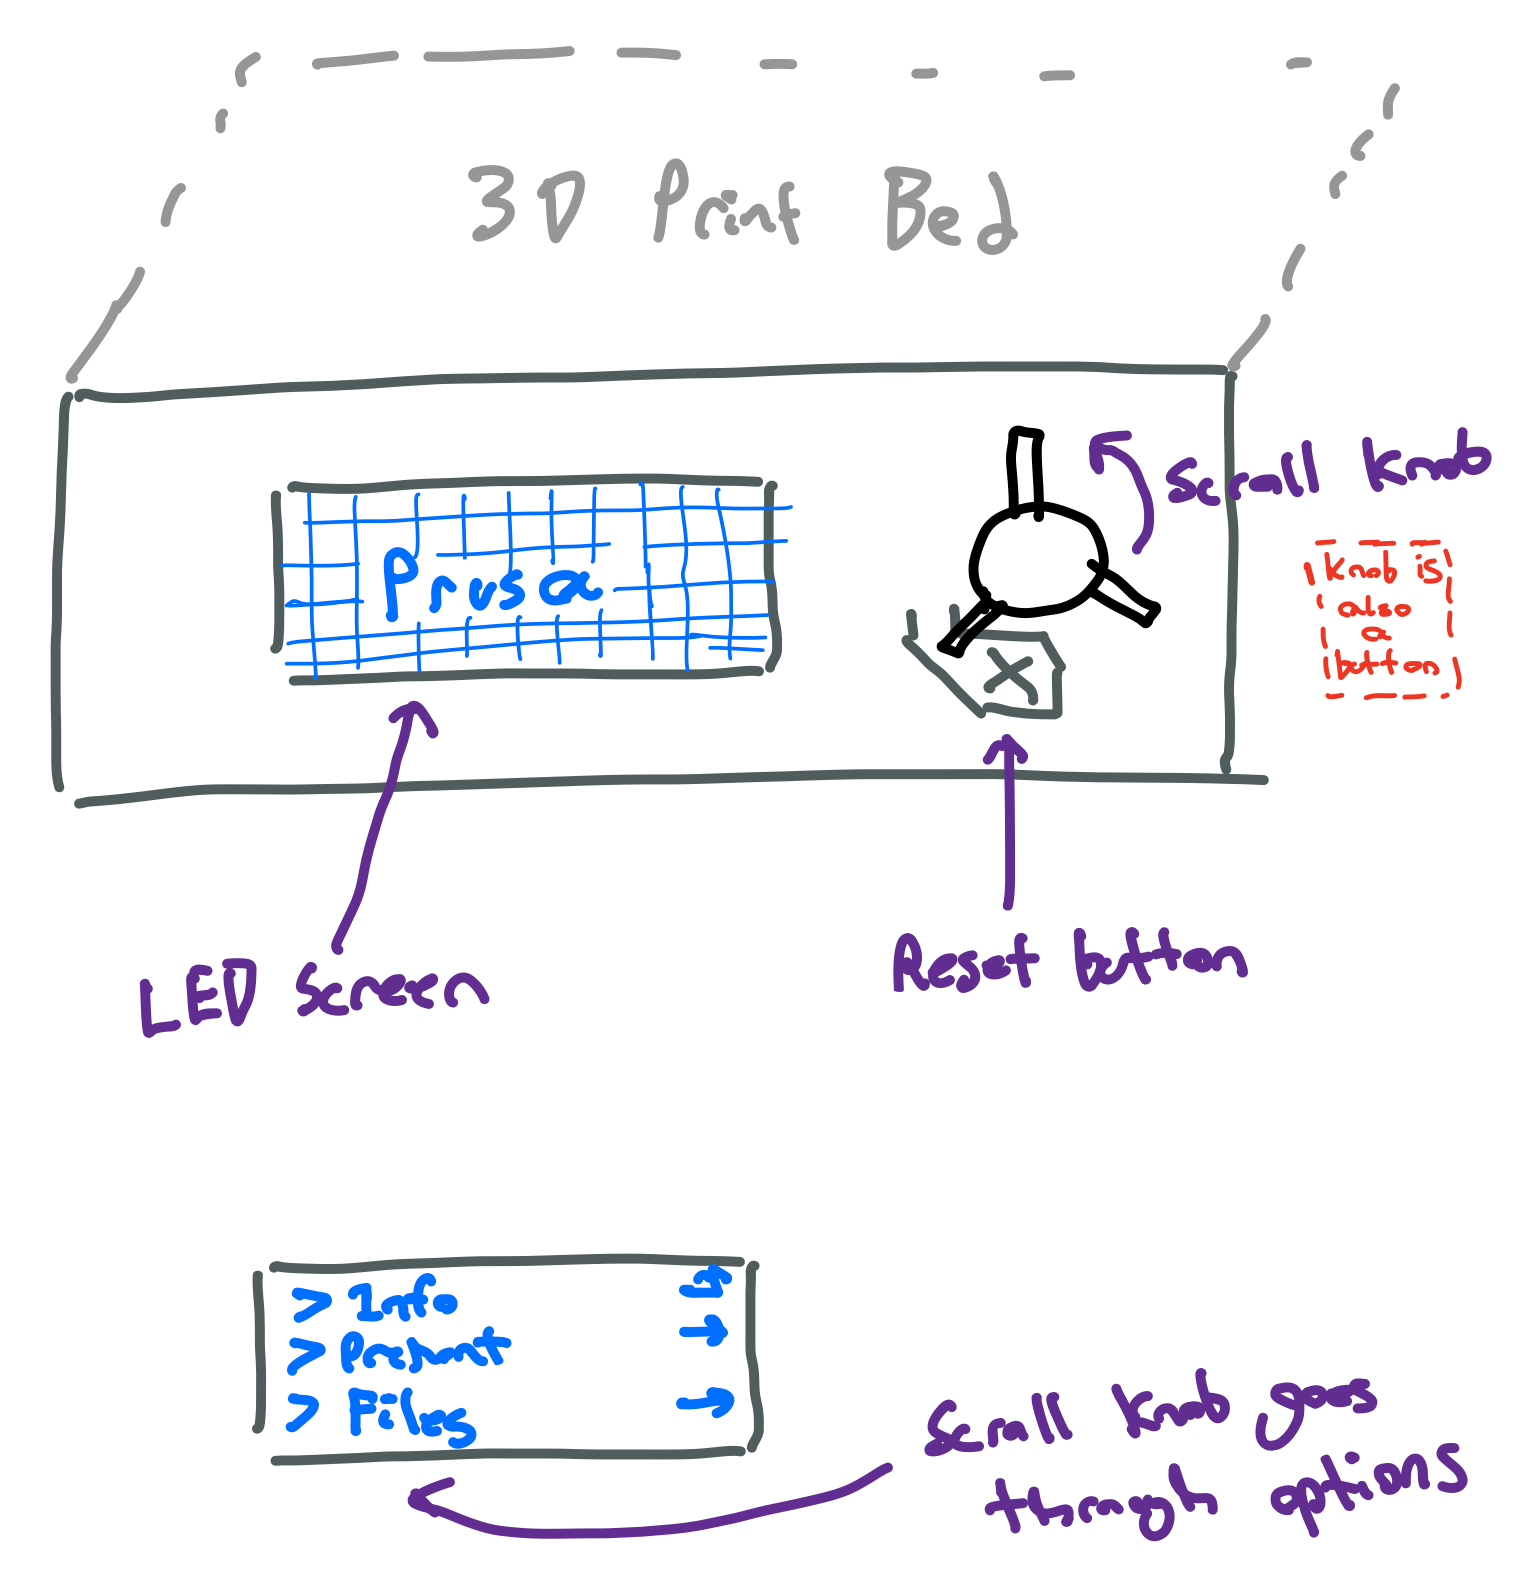 3D Print Bed
Scroll knob
Prusa
knob is
also
a
button
X
LED Screen
Reset button
> Info →
> Preheat →
> Files →
Scroll knob goes
through options